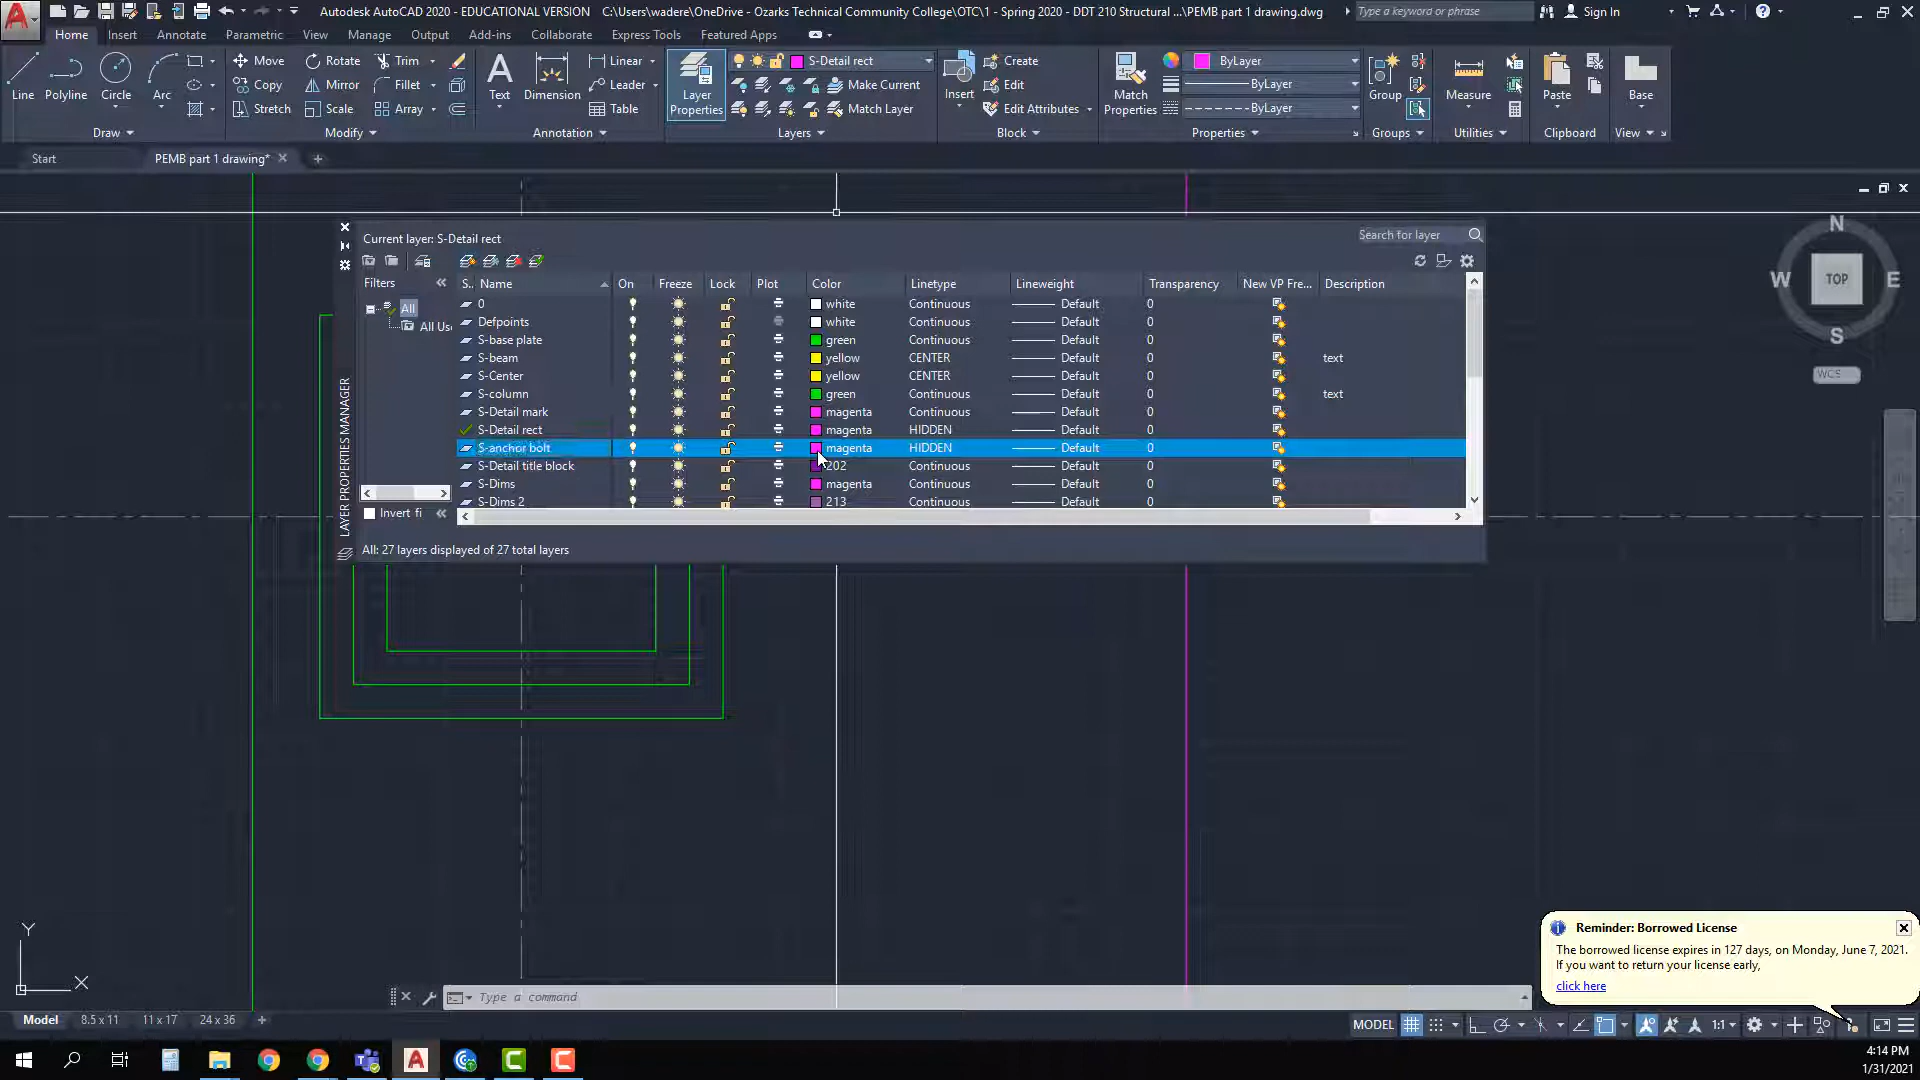 Autodesk AutoCAD 2020 - EDUCATIONAL VERSION C:\Users\wadere\OneDrive - Ozarks Technical Community College\OTC\1 - Spring 2020 - DDT 210 Structural ...\PEMB part 1 drawing.dwg
Type a keyword or phrase
Sign In
Home Insert Annotate Parametric View Manage Output Add-ins Collaborate Express Tools Featured Apps
Line Polyline Circle Arc
Move Rotate Trim
Copy Mirror Fillet
Stretch Scale Array
Text Dimension
Linear
Leader
Table
Layer Properties
S-Detail rect
Make Current
Match Layer
Insert
Create
Edit
Edit Attributes
Match Properties
ByLayer
ByLayer
ByLayer
Group
Measure
Paste
Base
Draw Modify Annotation Layers Block Properties Groups Utilities Clipboard View
Start PEMB part 1 drawing*
N
W TOP E
S
WCS
LAYER PROPERTIES MANAGER
Current layer: S-Detail rect
Search for layer
Filters
All
All Use
Invert fi
S.. Name On Freeze Lock Plot Color Linetype Lineweight Transparency New VP Fre... Description
0 white Continuous Default 0
Defpoints white Continuous Default 0
S-base plate green Continuous Default 0
S-beam yellow CENTER Default 0 text
S-Center yellow CENTER Default 0
S-column green Continuous Default 0 text
S-Detail mark magenta Continuous Default 0
S-Detail rect magenta HIDDEN Default 0
S-anchor bolt magenta HIDDEN Default 0
S-Detail title block 202 Continuous Default 0
S-Dims magenta Continuous Default 0
S-Dims 2 213 Continuous Default 0
All: 27 layers displayed of 27 total layers
Y
X
Type a command
Reminder: Borrowed License
The borrowed license expires in 127 days, on Monday, June 7, 2021.
If you want to return your license early,
click here
Model 8.5 x 11 11 x 17 24 x 36
MODEL 1:1
4:14 PM
1/31/2021